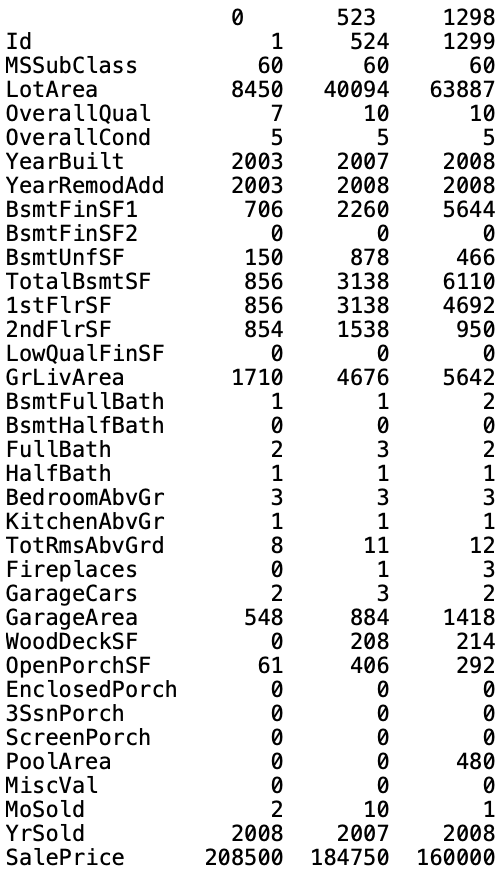 0 523 1298
Id 1 524 1299
MSSubClass 60 60 60
LotArea 8450 40094 63887
OverallQual 7 10 10
OverallCond 5 5 5
YearBuilt 2003 2007 2008
YearRemodAdd 2003 2008 2008
BsmtFinSF1 706 2260 5644
BsmtFinSF2 0 0 0
BsmtUnfSF 150 878 466
TotalBsmtSF 856 3138 6110
1stFlrSF 856 3138 4692
2ndFlrSF 854 1538 950
LowQualFinSF 0 0 0
GrLivArea 1710 4676 5642
BsmtFullBath 1 1 2
BsmtHalfBath 0 0 0
FullBath 2 3 2
HalfBath 1 1 1
BedroomAbvGr 3 3 3
KitchenAbvGr 1 1 1
TotRmsAbvGrd 8 11 12
Fireplaces 0 1 3
GarageCars 2 3 2
GarageArea 548 884 1418
WoodDeckSF 0 208 214
OpenPorchSF 61 406 292
EnclosedPorch 0 0 0
3SsnPorch 0 0 0
ScreenPorch 0 0 0
PoolArea 0 0 480
MiscVal 0 0 0
MoSold 2 10 1
YrSold 2008 2007 2008
SalePrice 208500 184750 160000